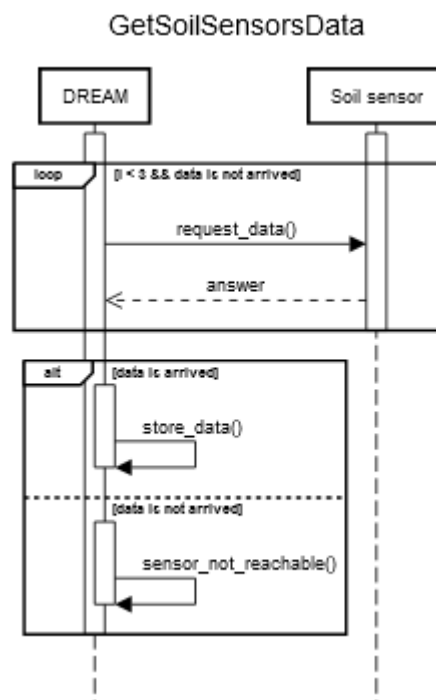 GetSoilSensorsData
DREAM
Soil sensor
loop
[i < 3 && data is not arrived]
request_data()
answer
alt
[data is arrived]
store_data()
[data is not arrived]
sensor_not_reachable()